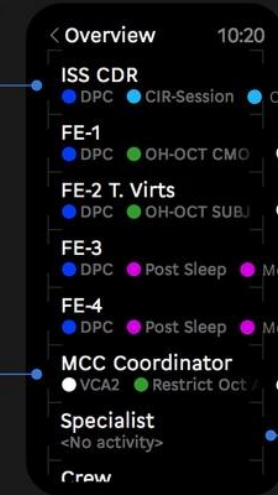 < Overview 10:20
ISS CDR
DPC CIR-Session
FE-1
DPC OH-OCT CMO
FE-2 T. Virts
DPC OH-OCT SUBJ
FE-3
DPC Post Sleep
FE-4
DPC Post Sleep
MCC Coordinator
VCA2 Restrict Oct
Specialist
<No activity>
Crew